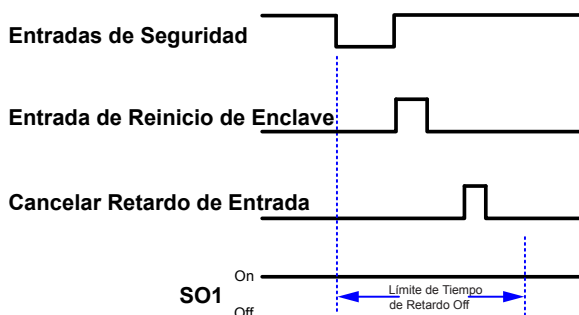 Entradas de Seguridad
Entrada de Reinicio de Enclave
Cancelar Retardo de Entrada
On
SO1
Límite de Tiempo
de Retardo Off
Off